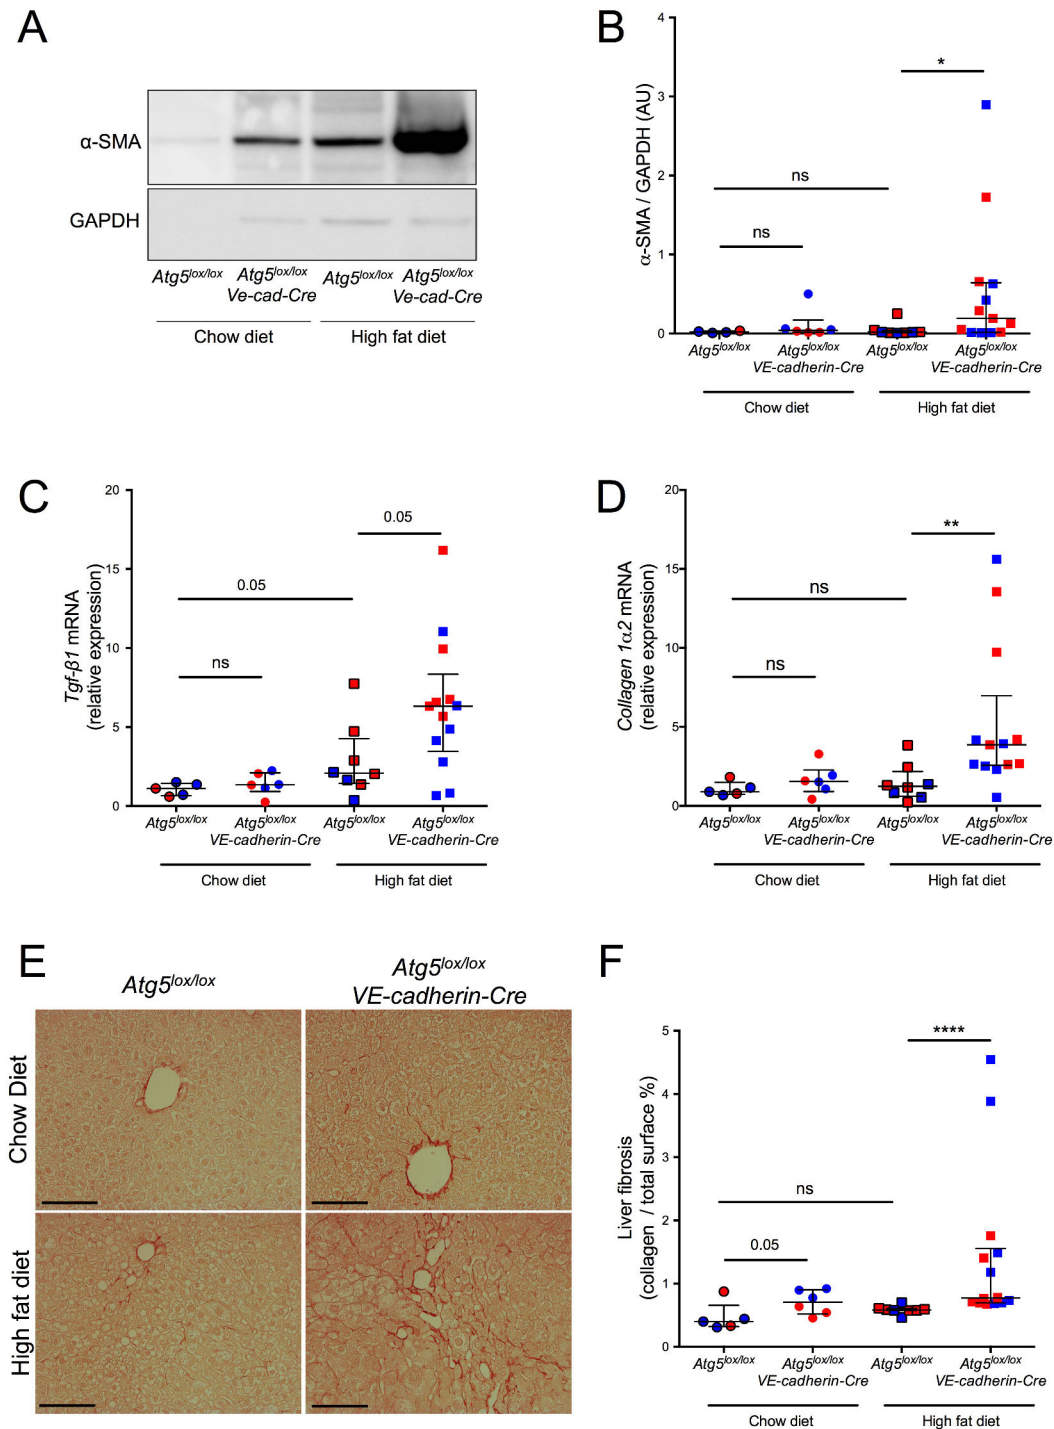 A
α-SMA
GAPDH
Atg5lox/lox
Atg5lox/lox
Ve-cad-Cre
Atg5lox/lox
Atg5lox/lox
Ve-cad-Cre
Chow diet
High fat diet
B
α-SMA / GAPDH (AU)
4
3
2
1
0
ns
ns
*
Atg5lox/lox
Atg5lox/lox
VE-cadherin-Cre
Atg5lox/lox
Atg5lox/lox
VE-cadherin-Cre
Chow diet
High fat diet
C
Tgf-β1 mRNA
(relative expression)
20
15
10
5
0
0.05
0.05
ns
Atg5lox/lox
Atg5lox/lox
VE-cadherin-Cre
Atg5lox/lox
Atg5lox/lox
VE-cadherin-Cre
Chow diet
High fat diet
D
Collagen 1α2 mRNA
(relative expression)
20
15
10
5
0
**
ns
ns
Atg5lox/lox
Atg5lox/lox
VE-cadherin-Cre
Atg5lox/lox
Atg5lox/lox
VE-cadherin-Cre
Chow diet
High fat diet
E
Atg5lox/lox
Atg5lox/lox
VE-cadherin-Cre
Chow Diet
High fat diet
F
Liver fibrosis
(collagen / total surface %)
5
4
3
2
1
0
****
ns
0.05
Atg5lox/lox
Atg5lox/lox
VE-cadherin-Cre
Atg5lox/lox
Atg5lox/lox
VE-cadherin-Cre
Chow diet
High fat diet